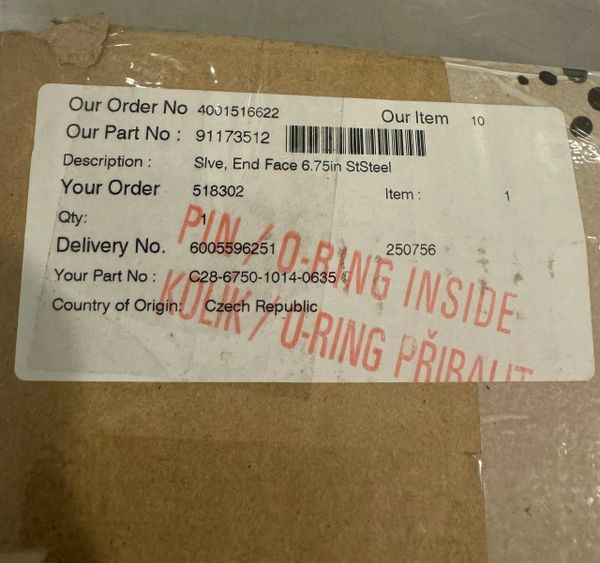 Our Order No 4001516622 Our Item 10
Our Part No : 91173512
Description : Slve, End Face 6.75in StSteel
Your Order 518302 Item : 1
Qty: 1
Delivery No. 6005596251 250756
Your Part No : C28-6750-1014-0635
Country of Origin: Czech Republic
PIN / O-RING INSIDE
KOLÍK / O-RING PŘIBALIT